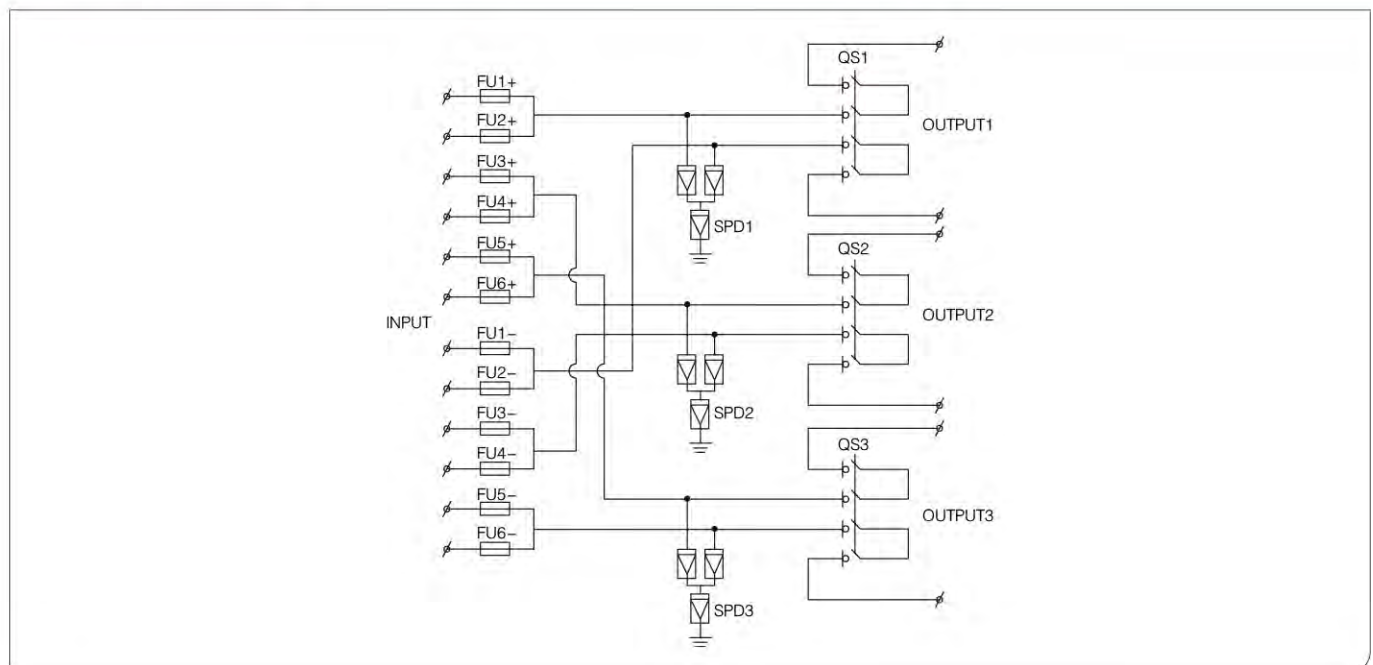 QS1
FU1+
FU2+
OUTPUT1
FU3+
FU4+
SPD1
FU5+
QS2
FU6+
INPUT
OUTPUT2
FU1−
FU2−
SPD2
FU3−
FU4−
QS3
FU5−
OUTPUT3
FU6−
SPD3